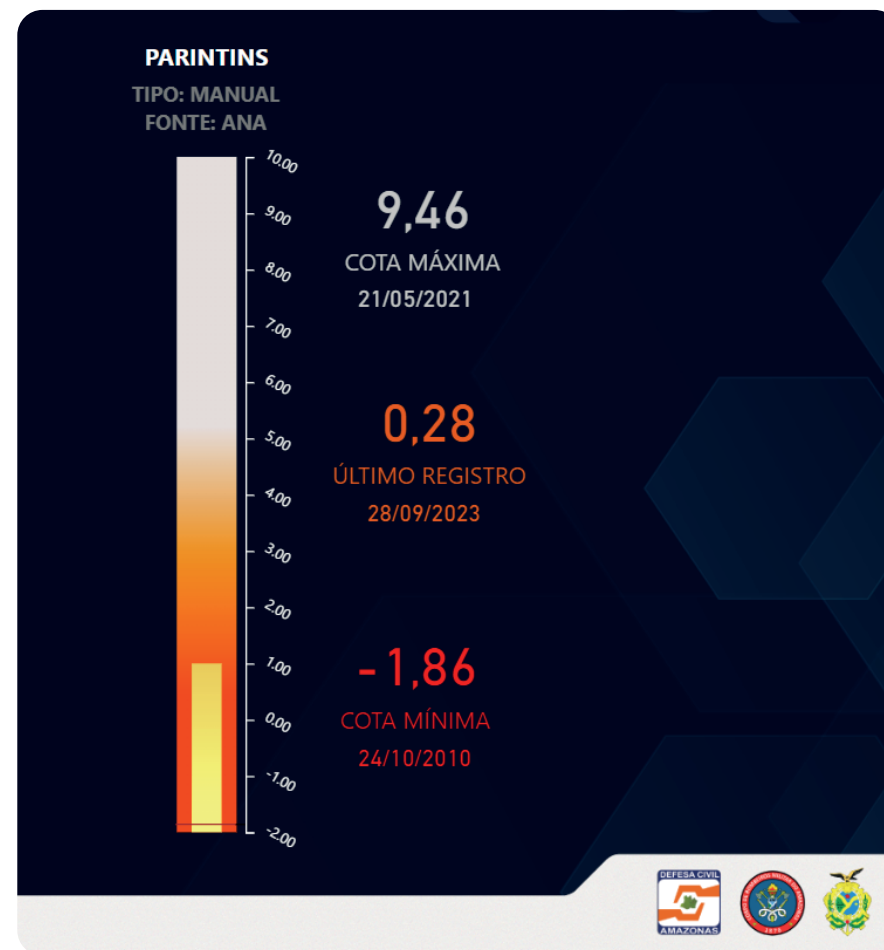 PARINTINS
TIPO: MANUAL
FONTE: ANA
10.00
9.00
8.00
7.00
6.00
5.00
4.00
3.00
2.00
1.00
0.00
-1.00
-2.00
9,46
COTA MÁXIMA
21/05/2021
0,28
ÚLTIMO REGISTRO
28/09/2023
-1,86
COTA MÍNIMA
24/10/2010
DEFESA CIVIL
AMAZONAS